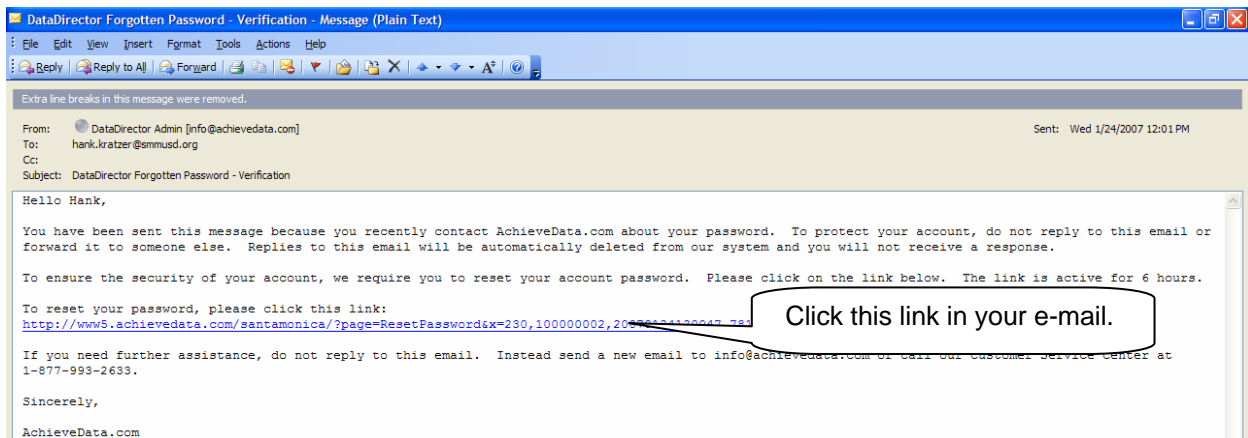 DataDirector Forgotten Password - Verification - Message (Plain Text)
File Edit View Insert Format Tools Actions Help
Reply Reply to All Forward
Extra line breaks in this message were removed.
From: DataDirector Admin [info@achievedata.com] Sent: Wed 1/24/2007 12:01 PM
To: hank.kratzer@smmusd.org
Cc:
Subject: DataDirector Forgotten Password - Verification
Hello Hank,
You have been sent this message because you recently contact AchieveData.com about your password. To protect your account, do not reply to this email or
forward it to someone else. Replies to this email will be automatically deleted from our system and you will not receive a response.
To ensure the security of your account, we require you to reset your account password. Please click on the link below. The link is active for 6 hours.
To reset your password, please click this link:
http://www5.achievedata.com/santamonica/?page=ResetPassword&x=230,100000002,
Click this link in your e-mail.
If you need further assistance, do not reply to this email. Instead send a new email to info@achievedata.com or call our Customer Service Center at
1-877-993-2633.
Sincerely,
AchieveData.com